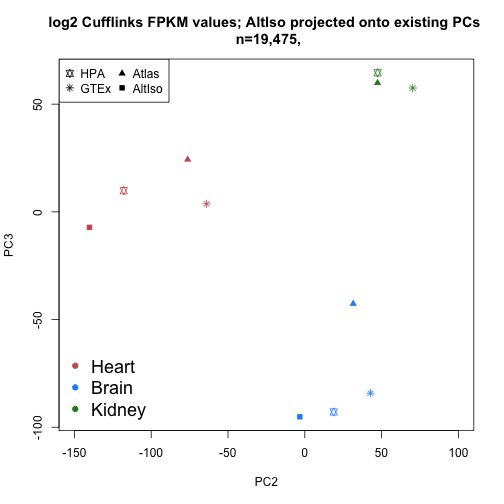 log2 Cufflinks FPKM values; AltIso projected onto existing PCs
n=19,475,
HPA
Atlas
GTEx
AltIso
50
0
-50
-100
PC3
Heart
Brain
Kidney
-150
-100
-50
0
50
100
PC2